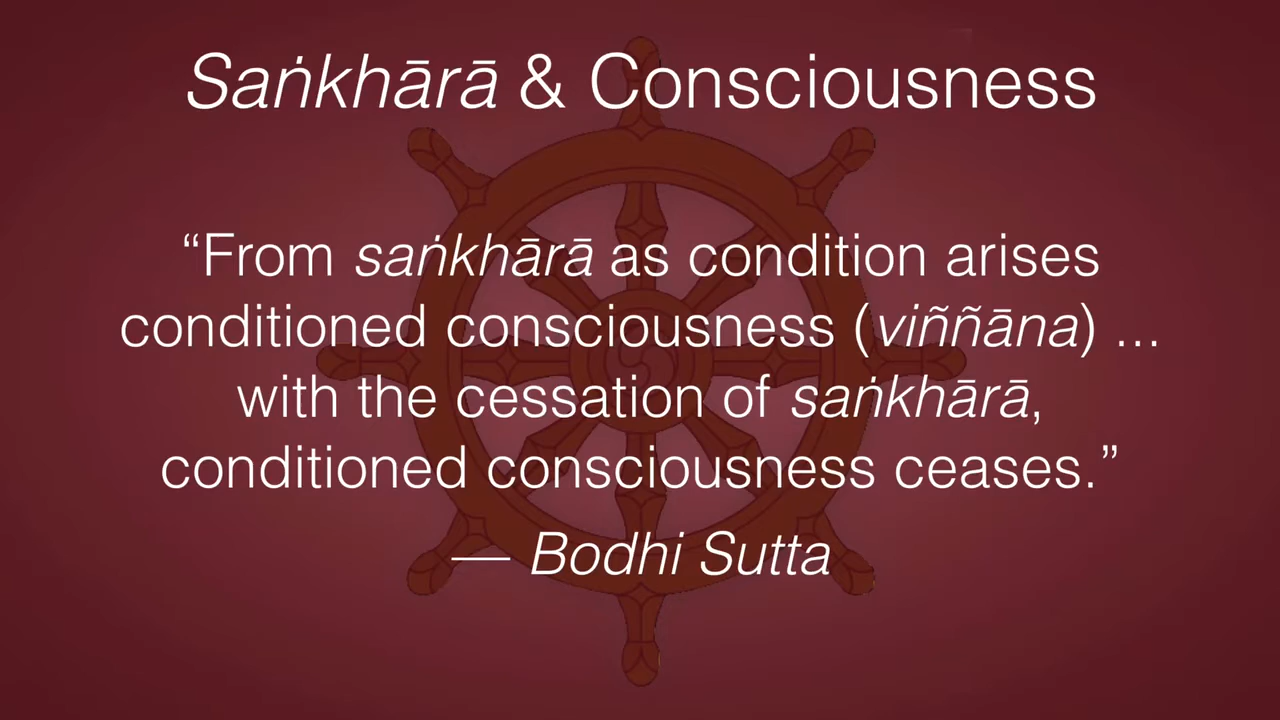 Saṅkhārā & Consciousness
“From saṅkhārā as condition arises
conditioned consciousness (viññāna) ...
with the cessation of saṅkhārā,
conditioned consciousness ceases.”
— Bodhi Sutta